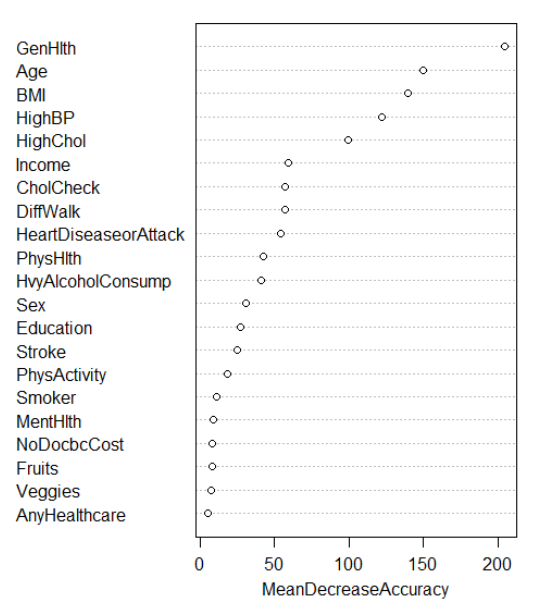 GenHlth
Age
BMI
HighBP
HighChol
Income
CholCheck
DiffWalk
HeartDiseaseorAttack
PhysHlth
HvyAlcoholConsump
Sex
Education
Stroke
PhysActivity
Smoker
MentHlth
NoDocbcCost
Fruits
Veggies
AnyHealthcare
0 50 100 150 200
MeanDecreaseAccuracy